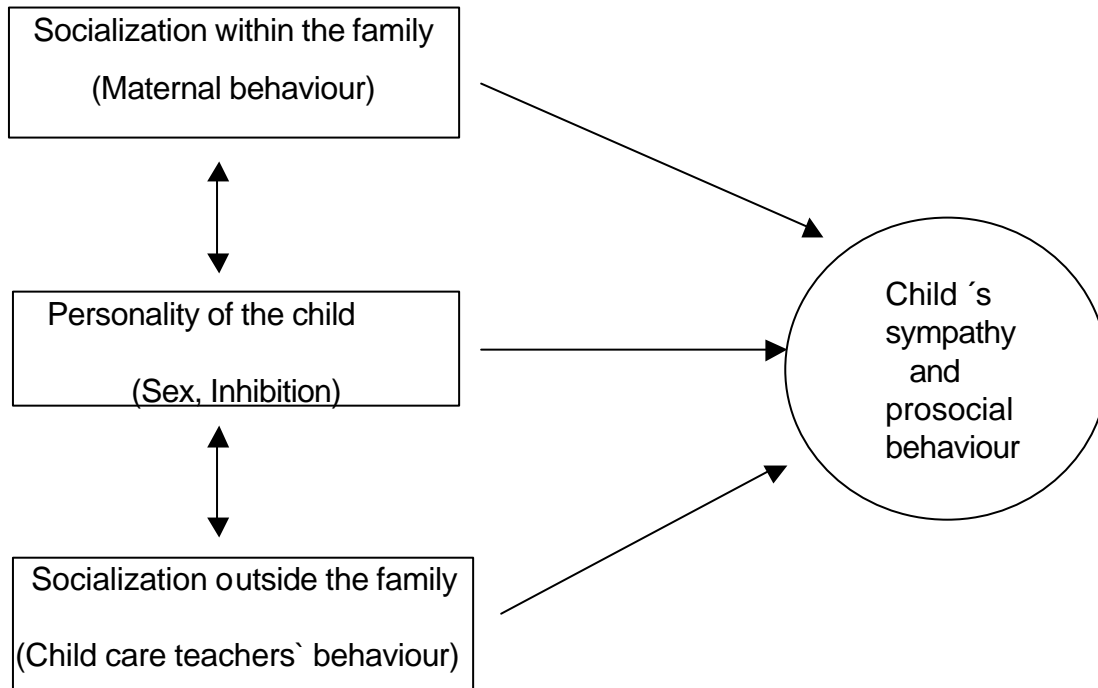 Socialization within the family
(Maternal behaviour)
Personality of the child
(Sex, Inhibition)
Socialization outside the family
(Child care teachers` behaviour)
Child ´s
sympathy
and
prosocial
behaviour